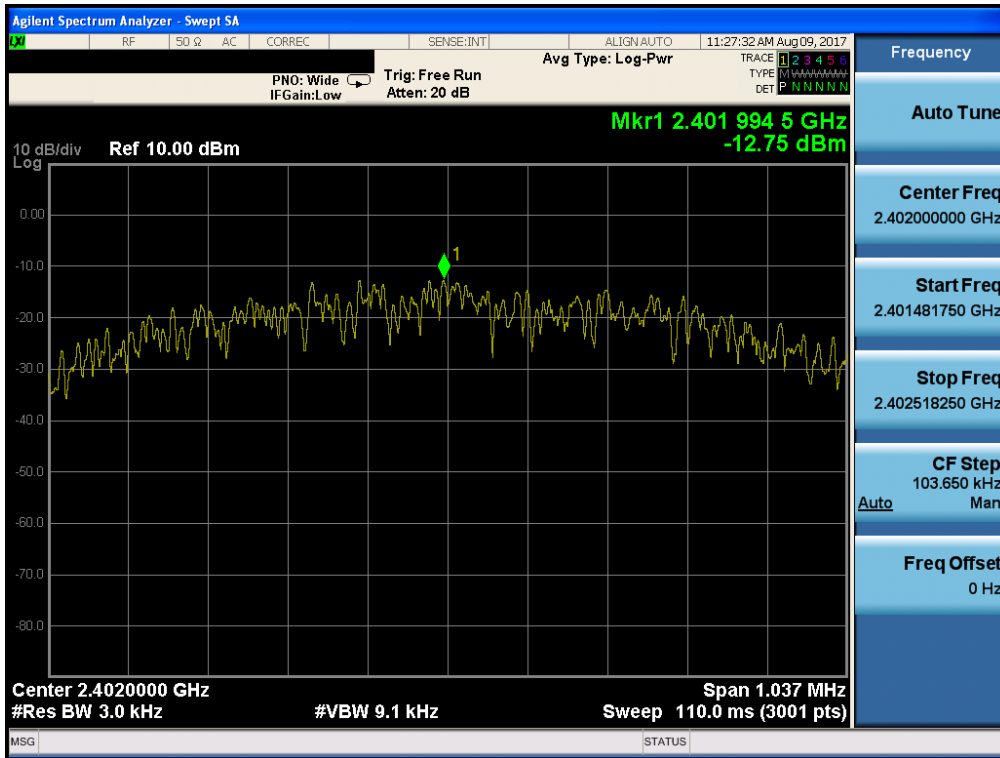 Agilent Spectrum Analyzer - Swept SA
LXI RF 50 Ω AC CORREC SENSE:INT ALIGN AUTO 11:27:32 AM Aug 09, 2017
Frequency
Avg Type: Log-Pwr TRACE 1 2 3 4 5 6
PNO: Wide Trig: Free Run TYPE M WWWWW
IFGain:Low Atten: 20 dB DET P N N N N N
Auto Tune
Mkr1 2.401 994 5 GHz
10 dB/div Ref 10.00 dBm -12.75 dBm
Log
Center Freq
2.402000000 GHz
0.00
1
-10.0
Start Freq
2.401481750 GHz
-20.0
-30.0
Stop Freq
2.402518250 GHz
-40.0
-50.0
CF Step
103.650 kHz
Auto Man
-60.0
-70.0
Freq Offset
0 Hz
-80.0
Center 2.4020000 GHz Span 1.037 MHz
#Res BW 3.0 kHz #VBW 9.1 kHz Sweep 110.0 ms (3001 pts)
MSG STATUS